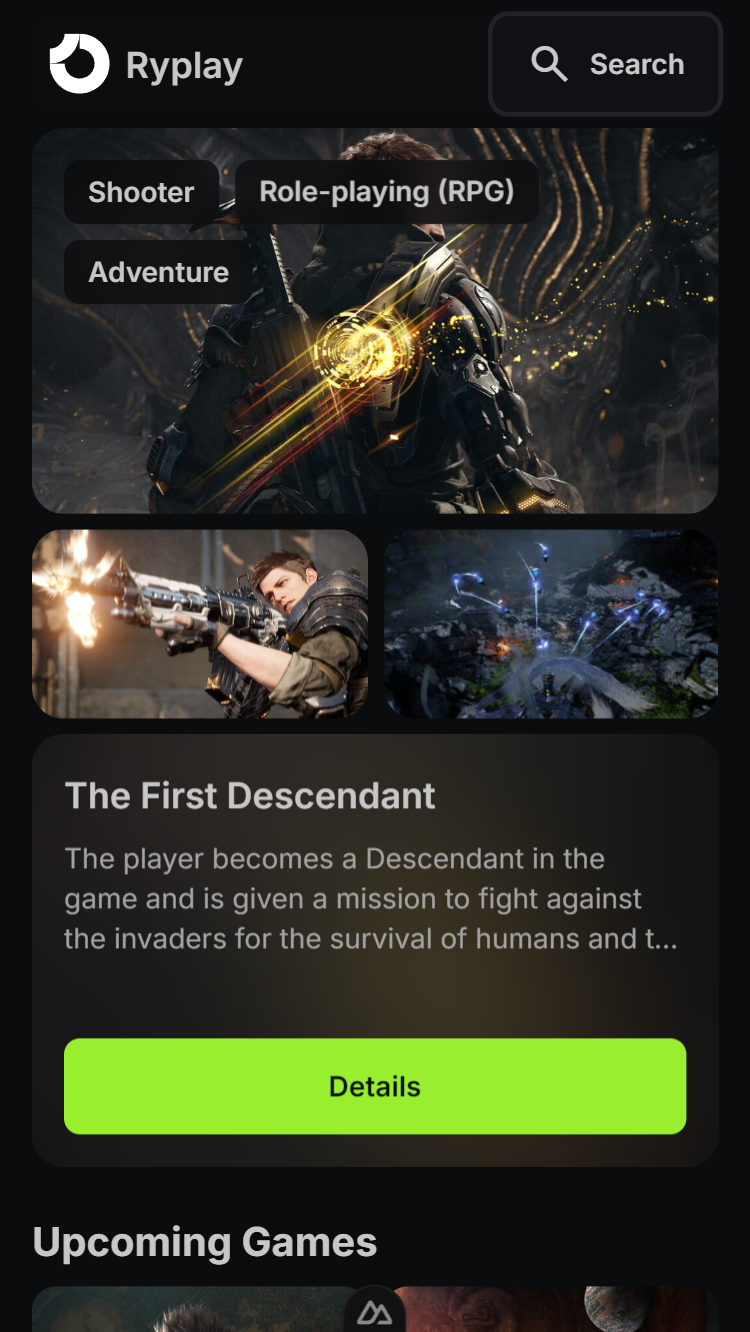 Ryplay
Search
Shooter
Role-playing (RPG)
Adventure
The First Descendant
The player becomes a Descendant in the
game and is given a mission to fight against
the invaders for the survival of humans and t...
Details
Upcoming Games